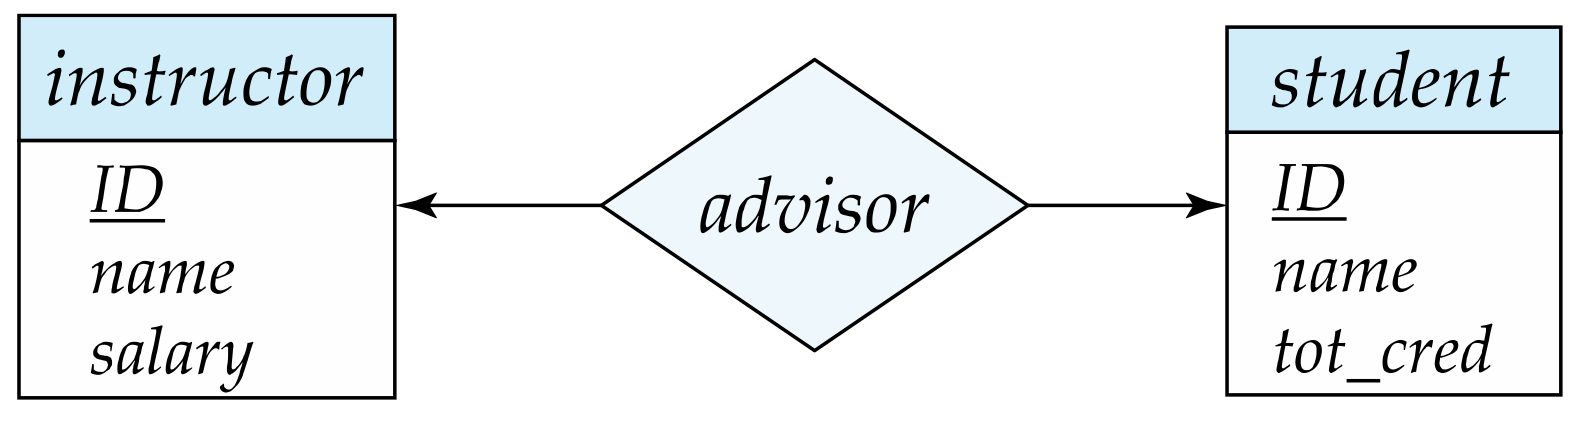 instructor
ID
name
salary
advisor
student
ID
name
tot_cred